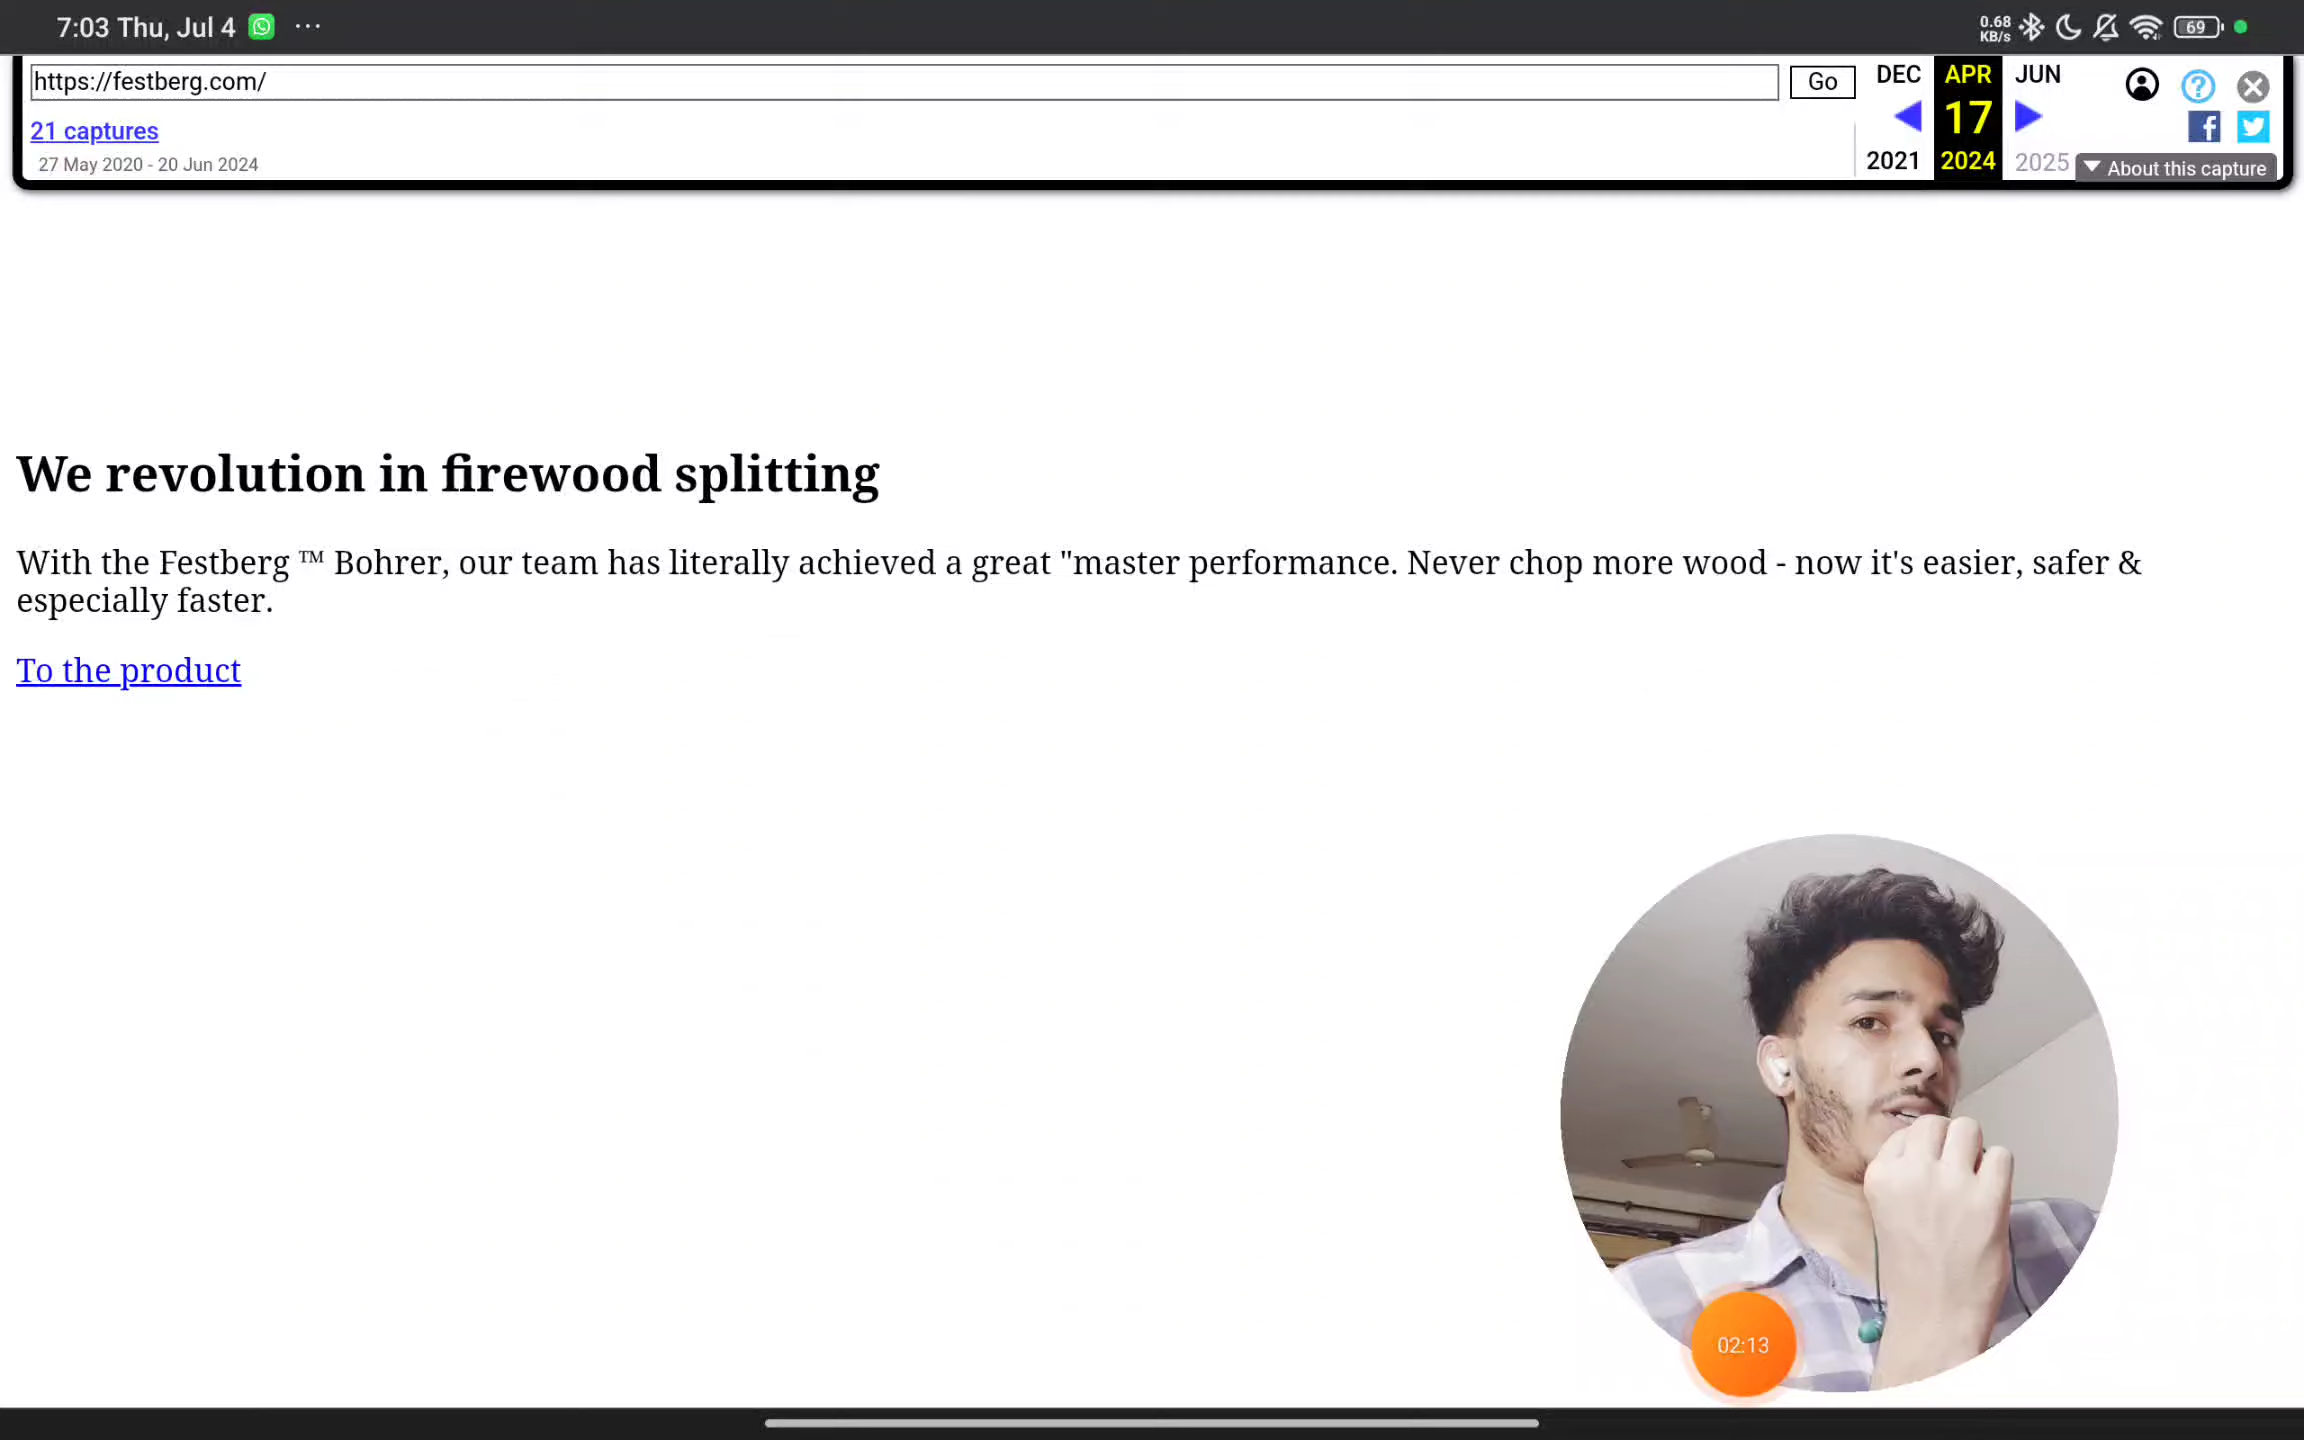 7:03 Thu, Jul 4 ...
0.68 KB/s 69
https://festberg.com/
Go
DEC APR JUN
21 captures
17
27 May 2020 - 20 Jun 2024
2021 2024 2025
About this capture
We revolution in firewood splitting
With the Festberg ™ Bohrer, our team has literally achieved a great "master performance. Never chop more wood - now it's easier, safer &
especially faster.
To the product
02:13